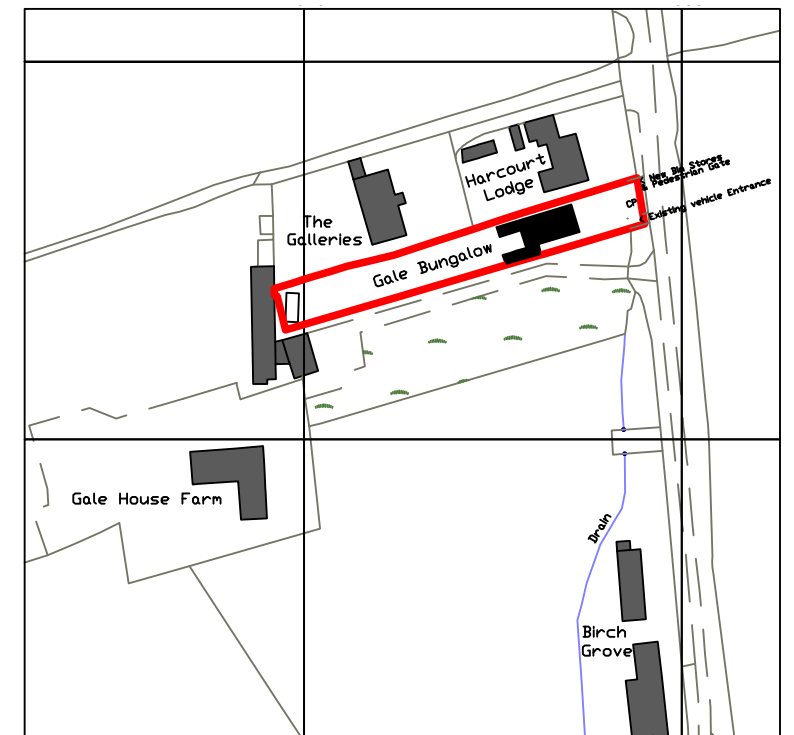 New Bin Stores
Pedestrian Gate
Harcourt
Lodge
CP
Existing vehicle Entrance
The
Galleries
Gale Bungalow
Gale House Farm
Drain
Birch
Grove